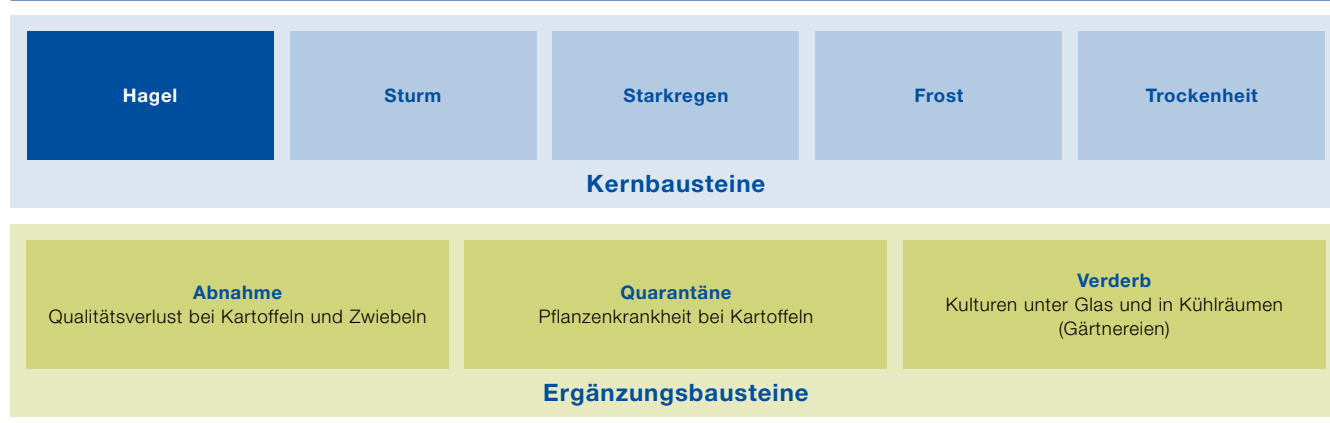 Hagel
Sturm
Starkregen
Frost
Trockenheit
Kernbausteine
Abnahme
Qualitätsverlust bei Kartoffeln und Zwiebeln
Quarantäne
Pflanzenkrankheit bei Kartoffeln
Verderb
Kulturen unter Glas und in Kühlräumen
(Gärtnereien)
Ergänzungsbausteine